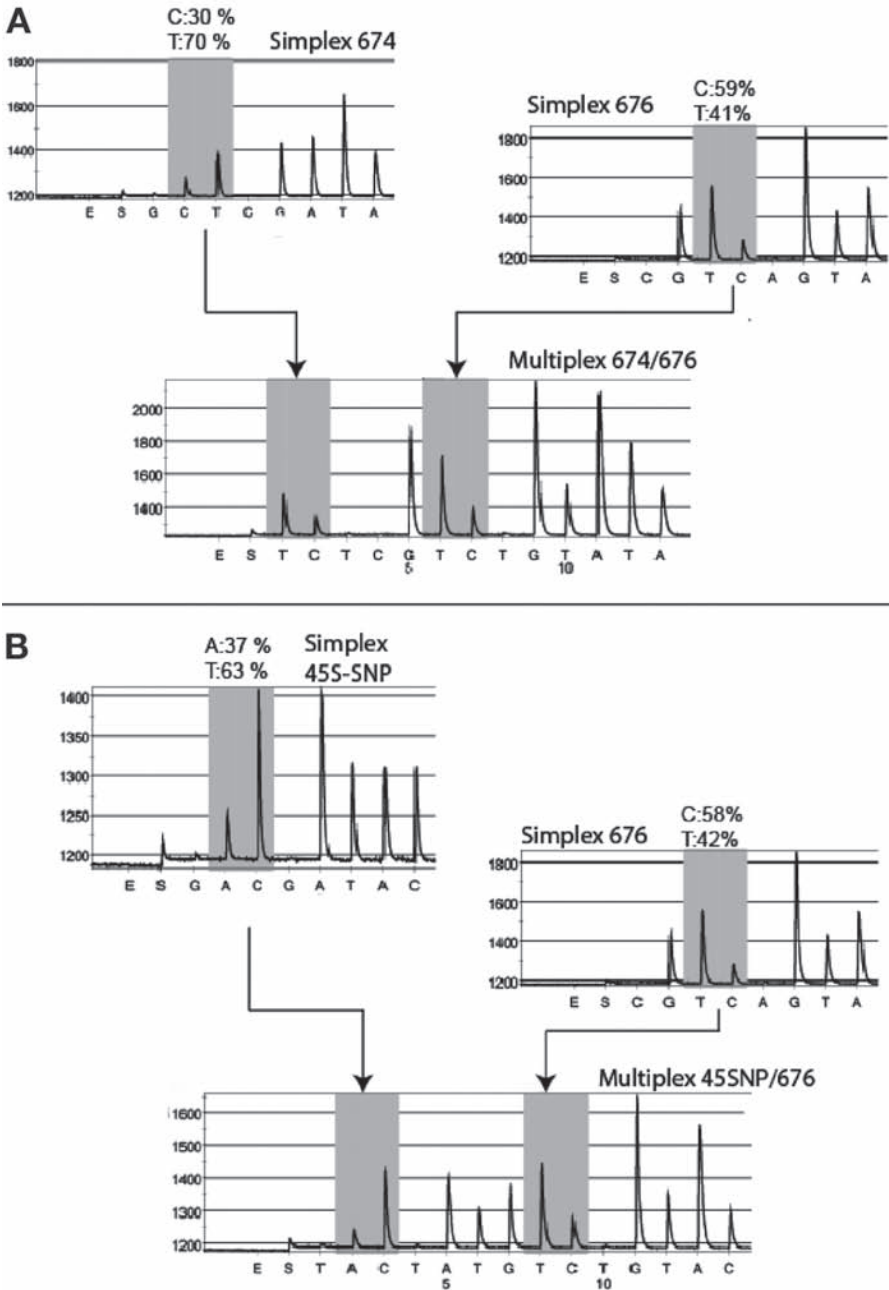 A
C:30 %
T:70 %
Simplex 674
1800
1600
1400
1200
E S G C T C G A T A
Simplex 676
C:59%
T:41%
1800
1600
1400
1200
E S C G T C A G T A
Multiplex 674/676
2000
1800
1600
1400
E S T C T C G T C T G T A T A
5 10
B
A:37 %
T:63 %
Simplex
45S-SNP
1400
1350
1300
1250
1200
E S G A C G A T A C
Simplex 676
C:58%
T:42%
1800
1600
1400
1200
E S C G T C A G T A
Multiplex 45SNP/676
1600
1500
1400
1300
1200
E S T A C T A T G T C T G T A C
5 10